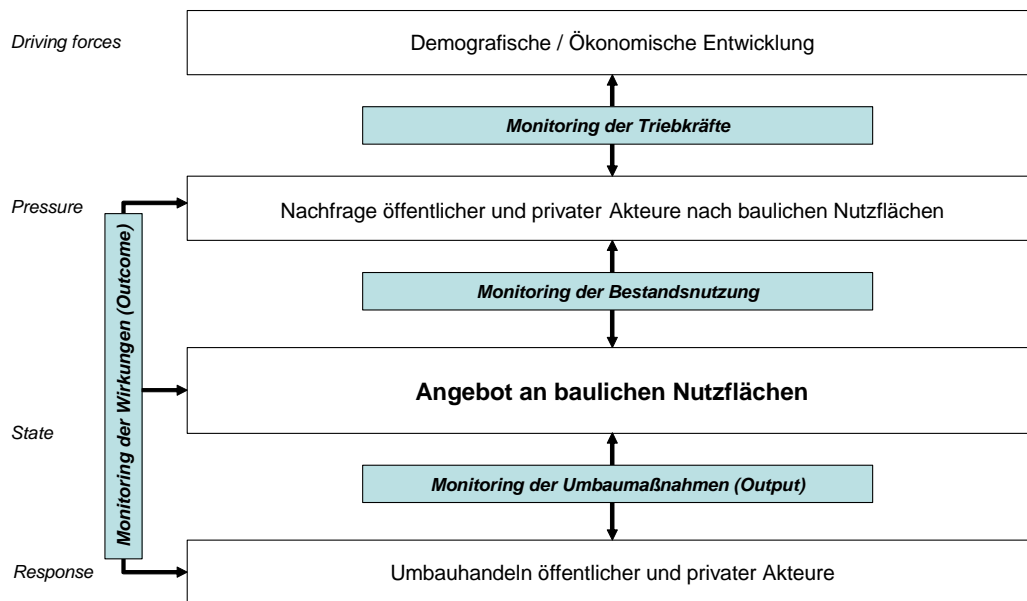 Driving forces
Demografische / Ökonomische Entwicklung
Monitoring der Triebkräfte
Pressure
Nachfrage öffentlicher und privater Akteure nach baulichen Nutzflächen
Monitoring der Bestandsnutzung
Monitoring der Wirkungen (Outcome)
Angebot an baulichen Nutzflächen
State
Monitoring der Umbaumaßnahmen (Output)
Response
Umbauhandeln öffentlicher und privater Akteure